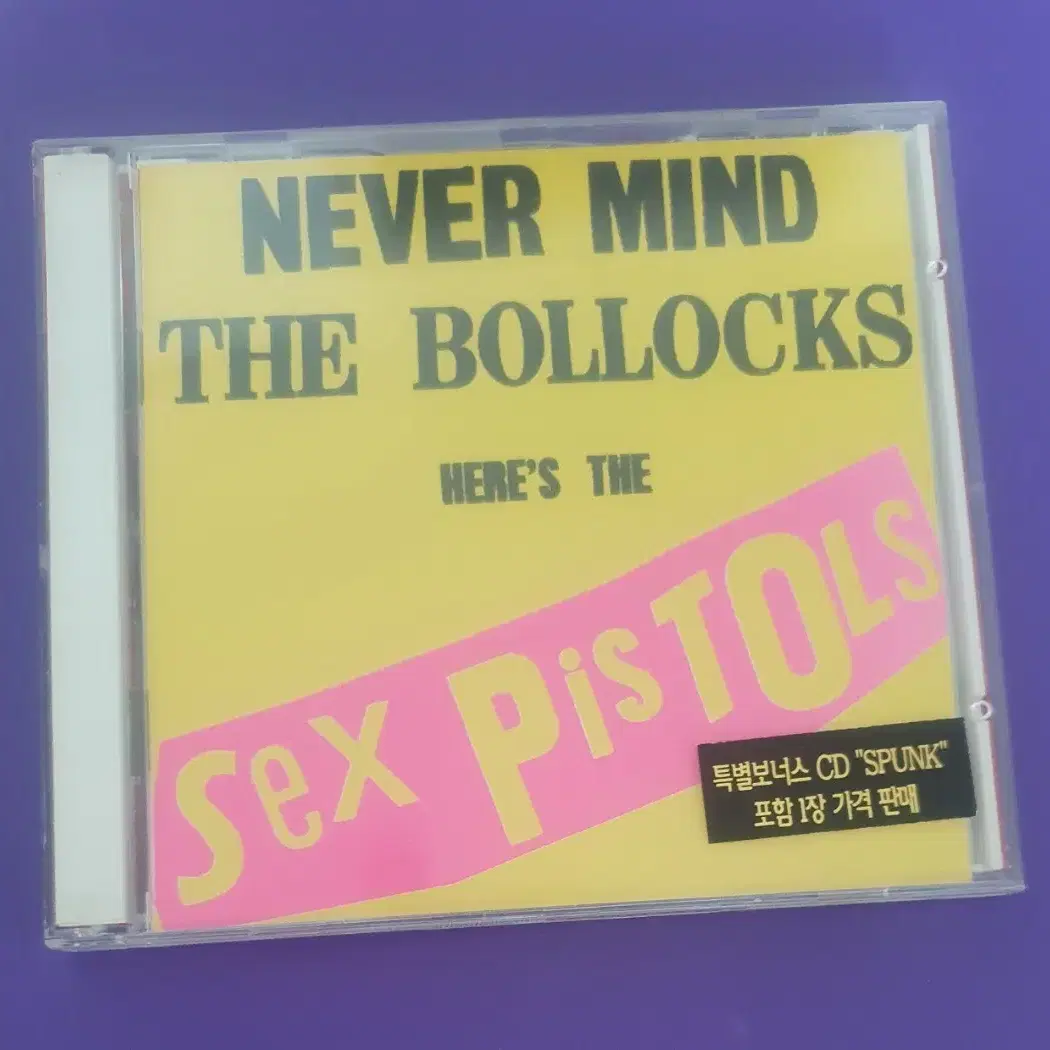 NEVER MIND
THE BOLLOCKS
HERE'S THE
Sex PiSTOLS
특별보너스 CD "SPUNK"
포함 1장 가격 판매